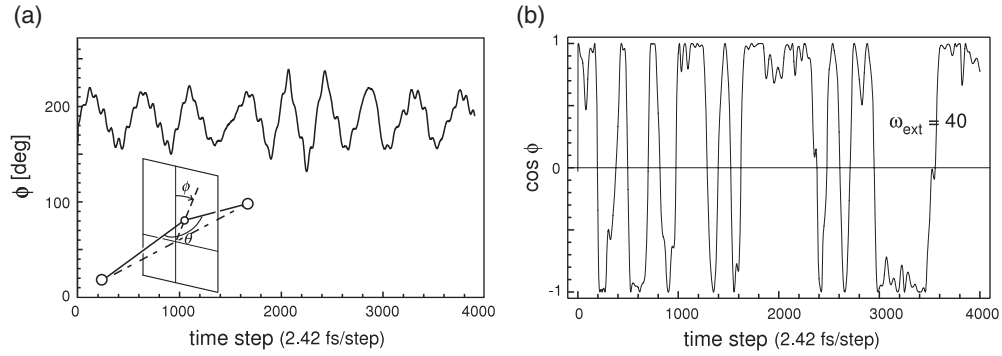 (a)
200
100
0
ϕ [deg]
ϕ
θ
0 1000 2000 3000 4000
time step (2.42 fs/step)
(b)
1
0
-1
cos ϕ
ω_ext = 40
0 1000 2000 3000 4000
time step (2.42 fs/step)